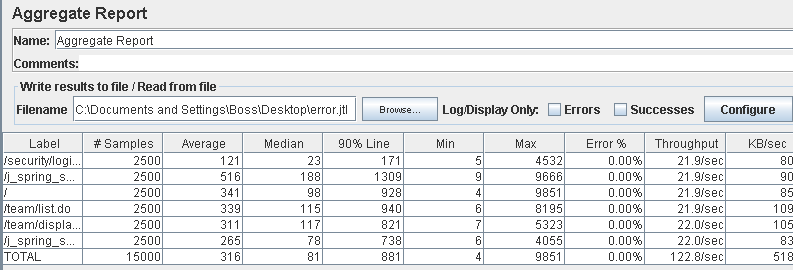 Aggregate Report
Name: Aggregate Report
Comments:
Write results to file / Read from file
Filename C:\Documents and Settings\Boss\Desktop\error.jtl Browse... Log/Display Only: Errors Successes Configure
Label # Samples Average Median 90% Line Min Max Error % Throughput KB/sec
/security/logi... 2500 121 23 171 5 4532 0.00% 21.9/sec 80
/j_spring_s... 2500 516 188 1309 9 9666 0.00% 21.9/sec 90
/ 2500 341 98 928 4 9851 0.00% 21.9/sec 85
/team/list.do 2500 339 115 940 6 8195 0.00% 21.9/sec 109
/team/displa... 2500 311 117 821 7 5323 0.00% 22.0/sec 105
/j_spring_s... 2500 265 78 738 6 4055 0.00% 22.0/sec 83
TOTAL 15000 316 81 881 4 9851 0.00% 122.8/sec 518